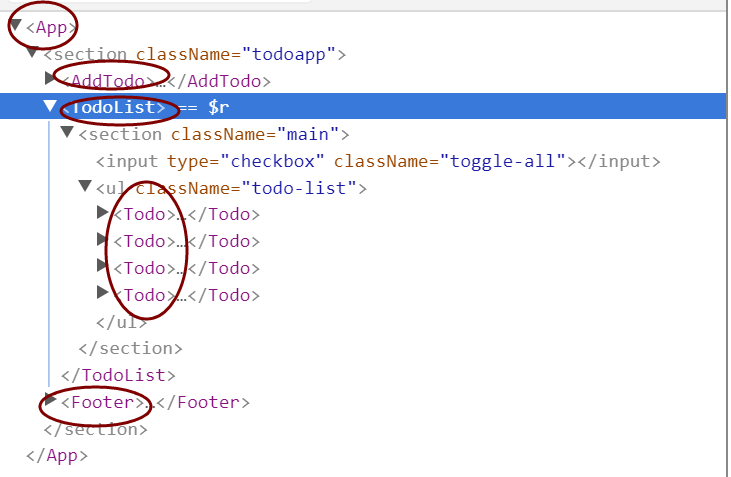 <App>
<section className="todoapp">
<AddTodo>…</AddTodo>
<TodoList> == $r
<section className="main">
<input type="checkbox" className="toggle-all"></input>
<ul className="todo-list">
<Todo>…</Todo>
<Todo>…</Todo>
<Todo>…</Todo>
<Todo>…</Todo>
</ul>
</section>
</TodoList>
<Footer>…</Footer>
</section>
</App>